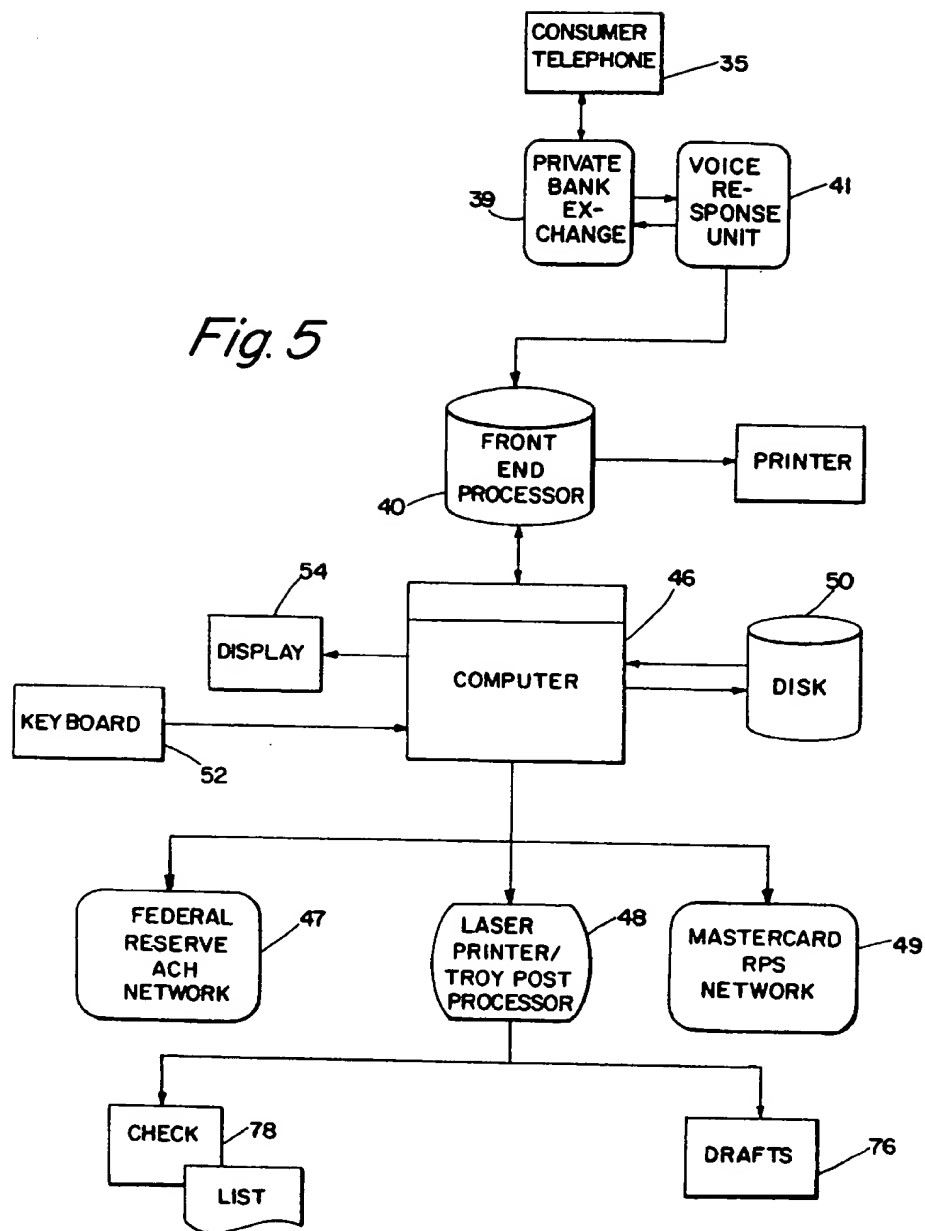 CONSUMER
TELEPHONE
35
PRIVATE
BANK
EX-
CHANGE
39
VOICE
RE-
SPONSE
UNIT
41
Fig. 5
FRONT
END
PROCESSOR
40
PRINTER
54
DISPLAY
46
COMPUTER
50
DISK
KEYBOARD
52
FEDERAL
RESERVE
ACH
NETWORK
47
LASER
PRINTER/
TROY POST
PROCESSOR
48
MASTERCARD
RPS
NETWORK
49
CHECK
78
LIST
DRAFTS
76